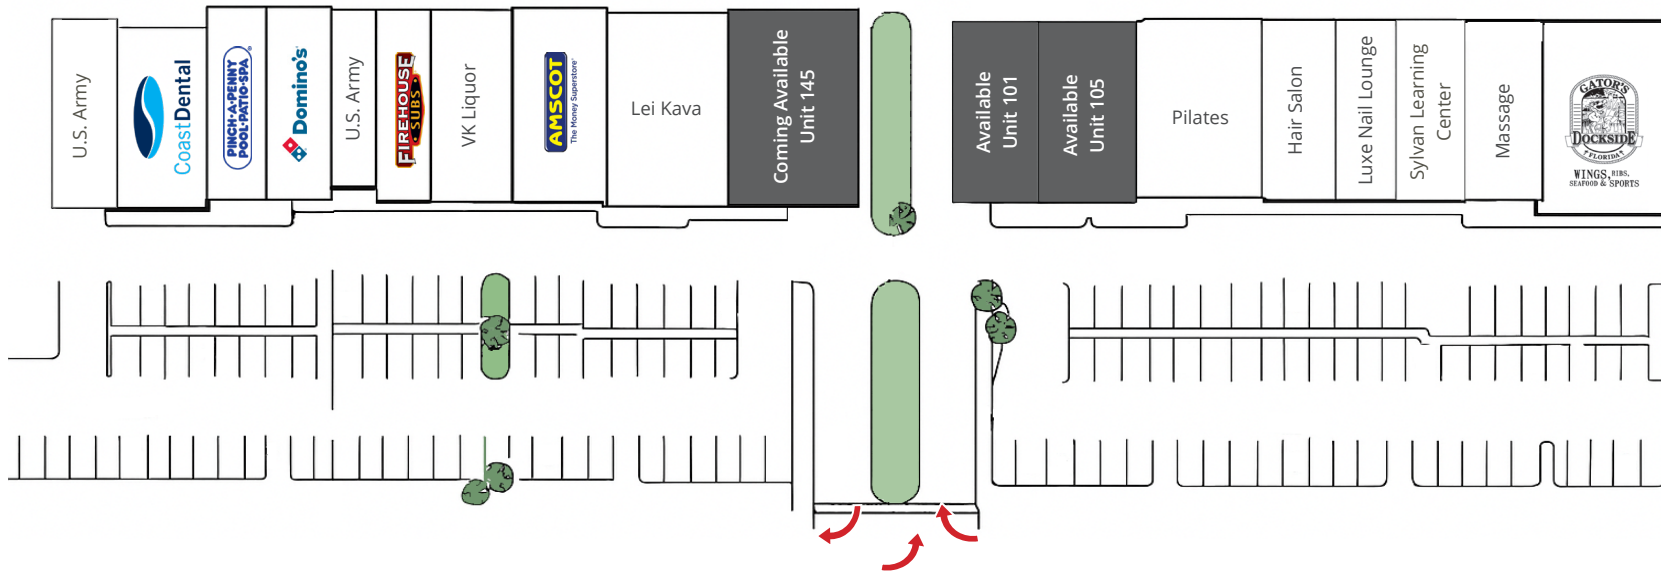 U.S. Army
CoastDental
PINCH•A•PENNY
POOL•PATIO•SPA®
Domino's®
U.S. Army
FIREHOUSE
SUBS
VK Liquor
AMSCOT
The Money Superstore®
Lei Kava
Coming Available
Unit 145
Available
Unit 101
Available
Unit 105
Pilates
Hair Salon
Luxe Nail Lounge
Sylvan Learning
Center
Massage
GATOR'S
DOCKSIDE
FLORIDA
WINGS, RIBS,
SEAFOOD & SPORTS